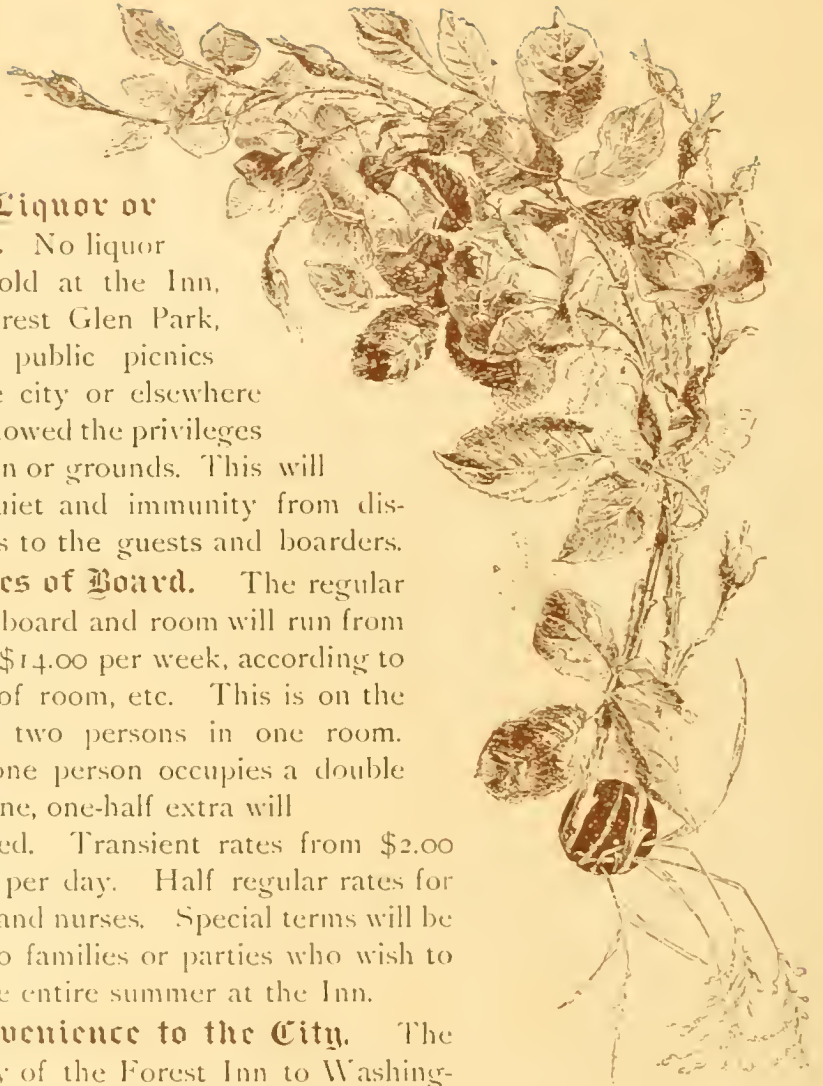 Liquor or
. No liquor
old at the Inn,
rest Glen Park,
public picnics
e city or elsewhere
lowed the privileges
n or grounds. This will
uiet and immunity from dis-
s to the guests and boarders.
es of Board. The regular
board and room will run from
$14.00 per week, according to
of room, etc. This is on the
two persons in one room.
one person occupies a double
ne, one-half extra will
ed. Transient rates from $2.00
per day. Half regular rates for
and nurses. Special terms will be
o families or parties who wish to
e entire summer at the Inn.
uenience to the City. The
y of the Forest Inn to Washing-